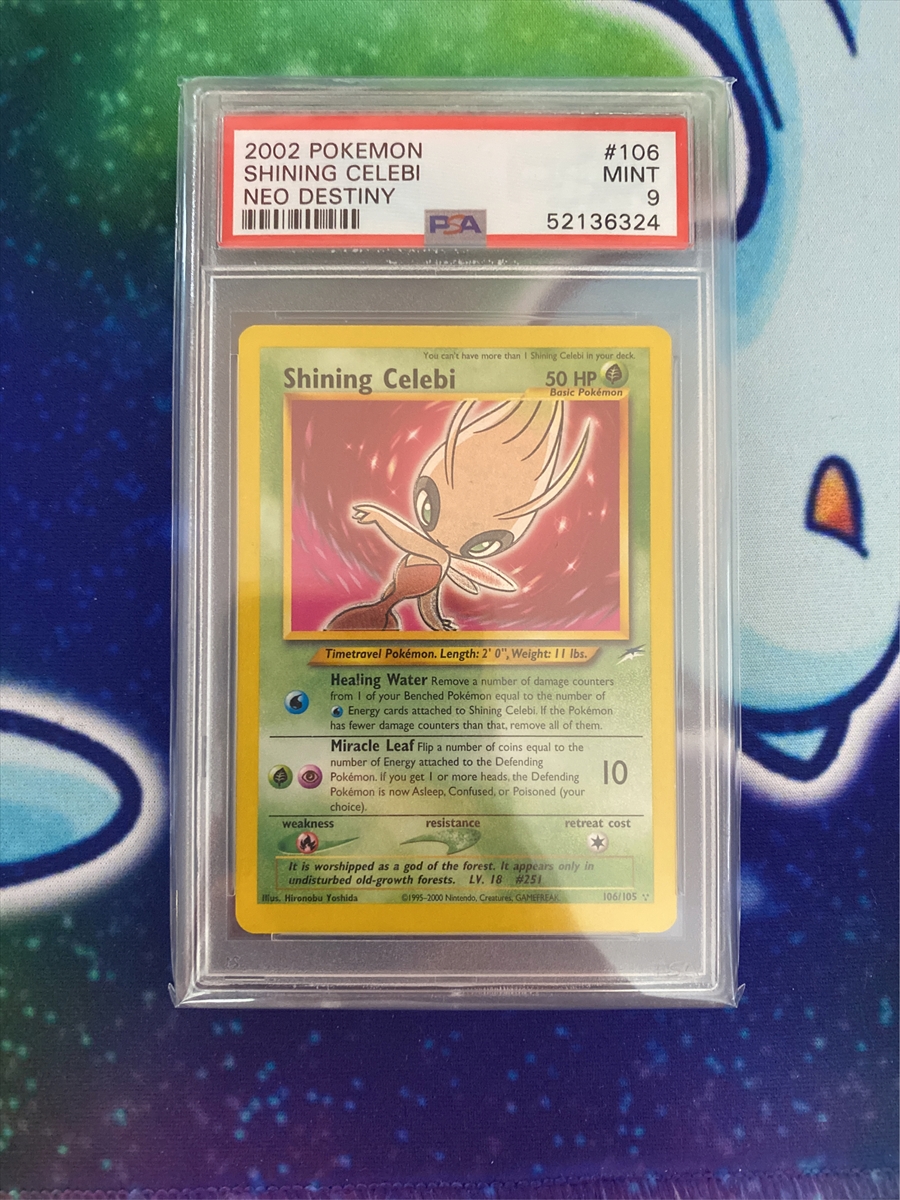 2002 POKEMON #106
SHINING CELEBI MINT
NEO DESTINY 9
PSA 52136324
You can't have more than 1 Shining Celebi in your deck.
Shining Celebi 50 HP
Basic Pokémon
Timetravel Pokémon. Length: 2' 0", Weight: 11 lbs.
Healing Water Remove a number of damage counters
from 1 of your Benched Pokémon equal to the number of
Energy cards attached to Shining Celebi. If the Pokémon
has fewer damage counters than that, remove all of them.
Miracle Leaf Flip a number of coins equal to the
number of Energy attached to the Defending
Pokémon. If you get 1 or more heads, the Defending 10
Pokémon is now Asleep, Confused, or Poisoned (your
choice).
weakness resistance retreat cost
It is worshipped as a god of the forest. It appears only in
undisturbed old-growth forests. LV. 18 #251
Illus. Hironobu Yoshida ©1995-2000 Nintendo, Creatures, GAMEFREAK. 106/105